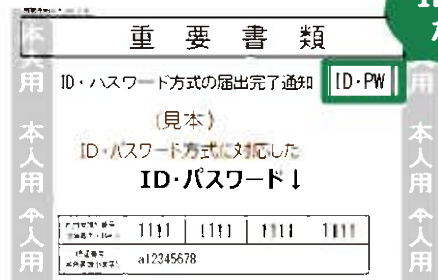 重要書類
ID・パスワード方式の届出完了通知 ID・PW
(見本)
ID・パスワード方式に対応した
ID・パスワード↓
1111 1111 1111 1111
a12345678
本人用 本人用 本人用
本人用 本人用